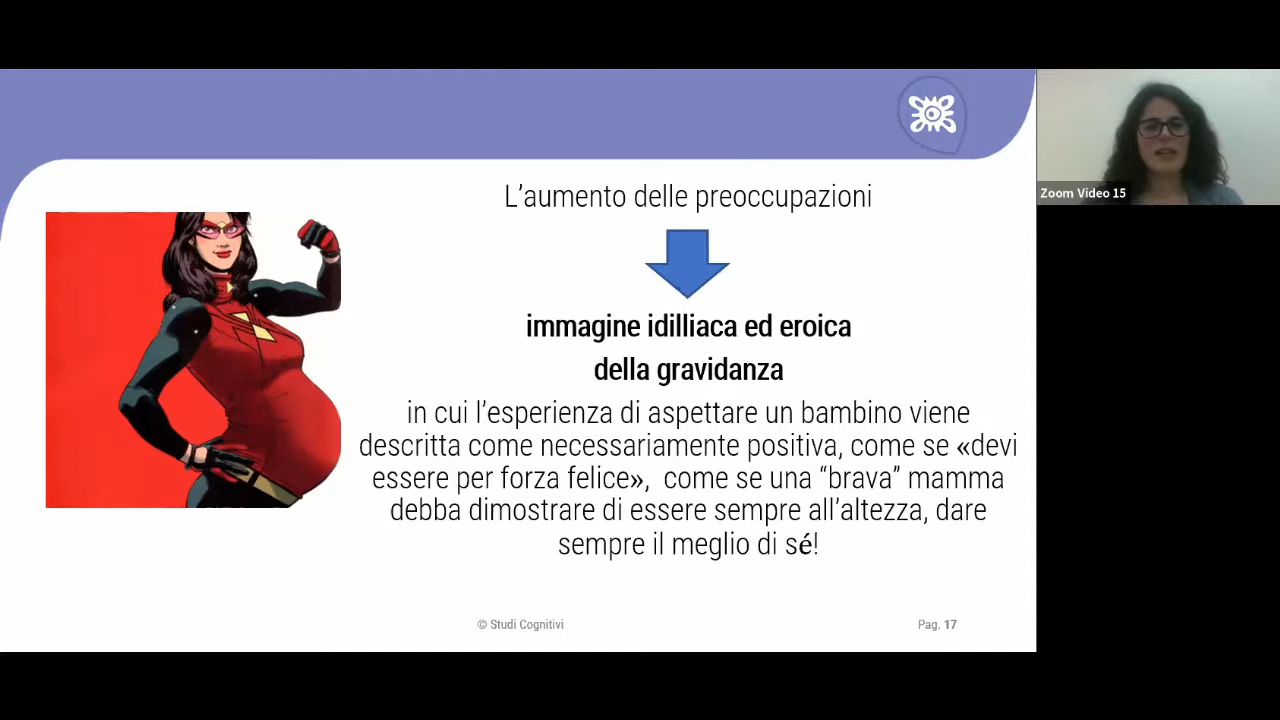 L’aumento delle preoccupazioni
immagine idilliaca ed eroica
della gravidanza
in cui l’esperienza di aspettare un bambino viene
descritta come necessariamente positiva, come se «devi
essere per forza felice», come se una “brava” mamma
debba dimostrare di essere sempre all’altezza, dare
sempre il meglio di sé!
© Studi Cognitivi
Pag. 17
Zoom Video 15